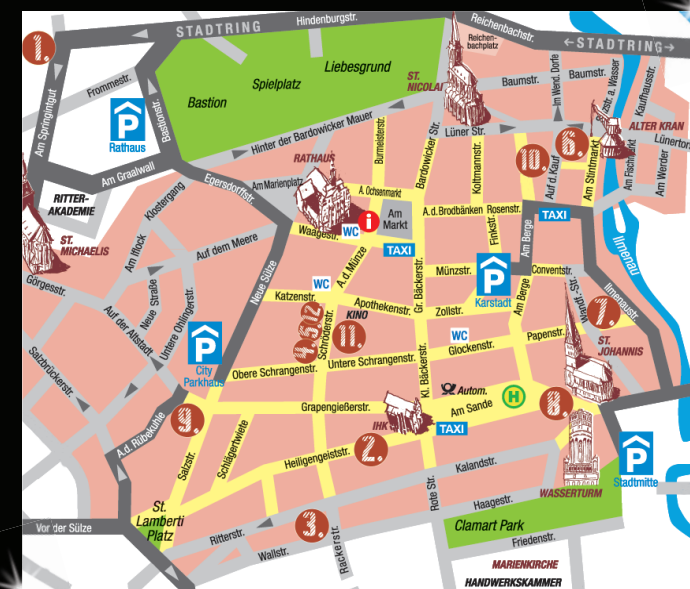 STADTRING
Hindenburgstr.
Reichenbachstr.
Reichen-
bachplatz
←STADTRING→
1.
Frommestr.
Am Springintgut
Bastionstr.
P
Rathaus
Bastion
Spielplatz
Liebesgrund
ST.
NICOLAI
Baumstr.
Im Wend. Dorfe
Baumstr.
Kaufhausstr.
ALTER KRAN
Hinter der Bardowicker Mauer
Lüner Str.
Lünertor
Burmeisterstr.
Bardowicker Str.
Kolmannstr.
10.
6.
Auf d. Kauf
Am Stintmarkt
Am Fischmarkt
Am Werder
Am Graalwall
Egersdorffstr.
RATHAUS
Am Marienplatz
A. Ochsenmarkt
RITTER-
AKADEMIE
Klostergang
Am
Markt
A.d. Brodbänken
Rosenstr.
Finkstr.
TAXI
Am Berge
Ilmenau
ST.
MICHAELIS
Am Iflock
Auf dem Meere
WC
i
Waagestr.
TAXI
A.d. Münze
Neue Sülze
Görgesstr.
Neue Straße
Auf der Altstadt
Untere Ohlingerstr.
WC
Katzenstr.
Apothekenstr.
Gr. Bäckerstr.
Münzstr.
P
Karstadt
Conventstr.
Ilmenaustr.
Am Berge
Zollstr.
4.5.12.
Schröderstr.
KINO
11.
WC
7.
P
City
Parkhaus
Salzbrückerstr.
Papenstr.
ST.
JOHANNIS
Glockenstr.
Obere Schrangenstr.
Untere Schrangenstr.
Kl. Bäckerstr.
Autom.
H
8.
9.
Grapengießerstr.
IHK
Am Sande
TAXI
A.d. Rübekuhle
Salzstr.
Schlägertwiete
Heiligengeiststr.
2.
Kalandstr.
P
Stadtmitte
WASSERTURM
St.
Lamberti
Platz
Rote Str.
Haagestr.
Vor der Sülze
Ritterstr.
3.
Clamart Park
Wallstr.
Rackerstr.
Friedenstr.
MARIENKIRCHE
HANDWERKSKAMMER